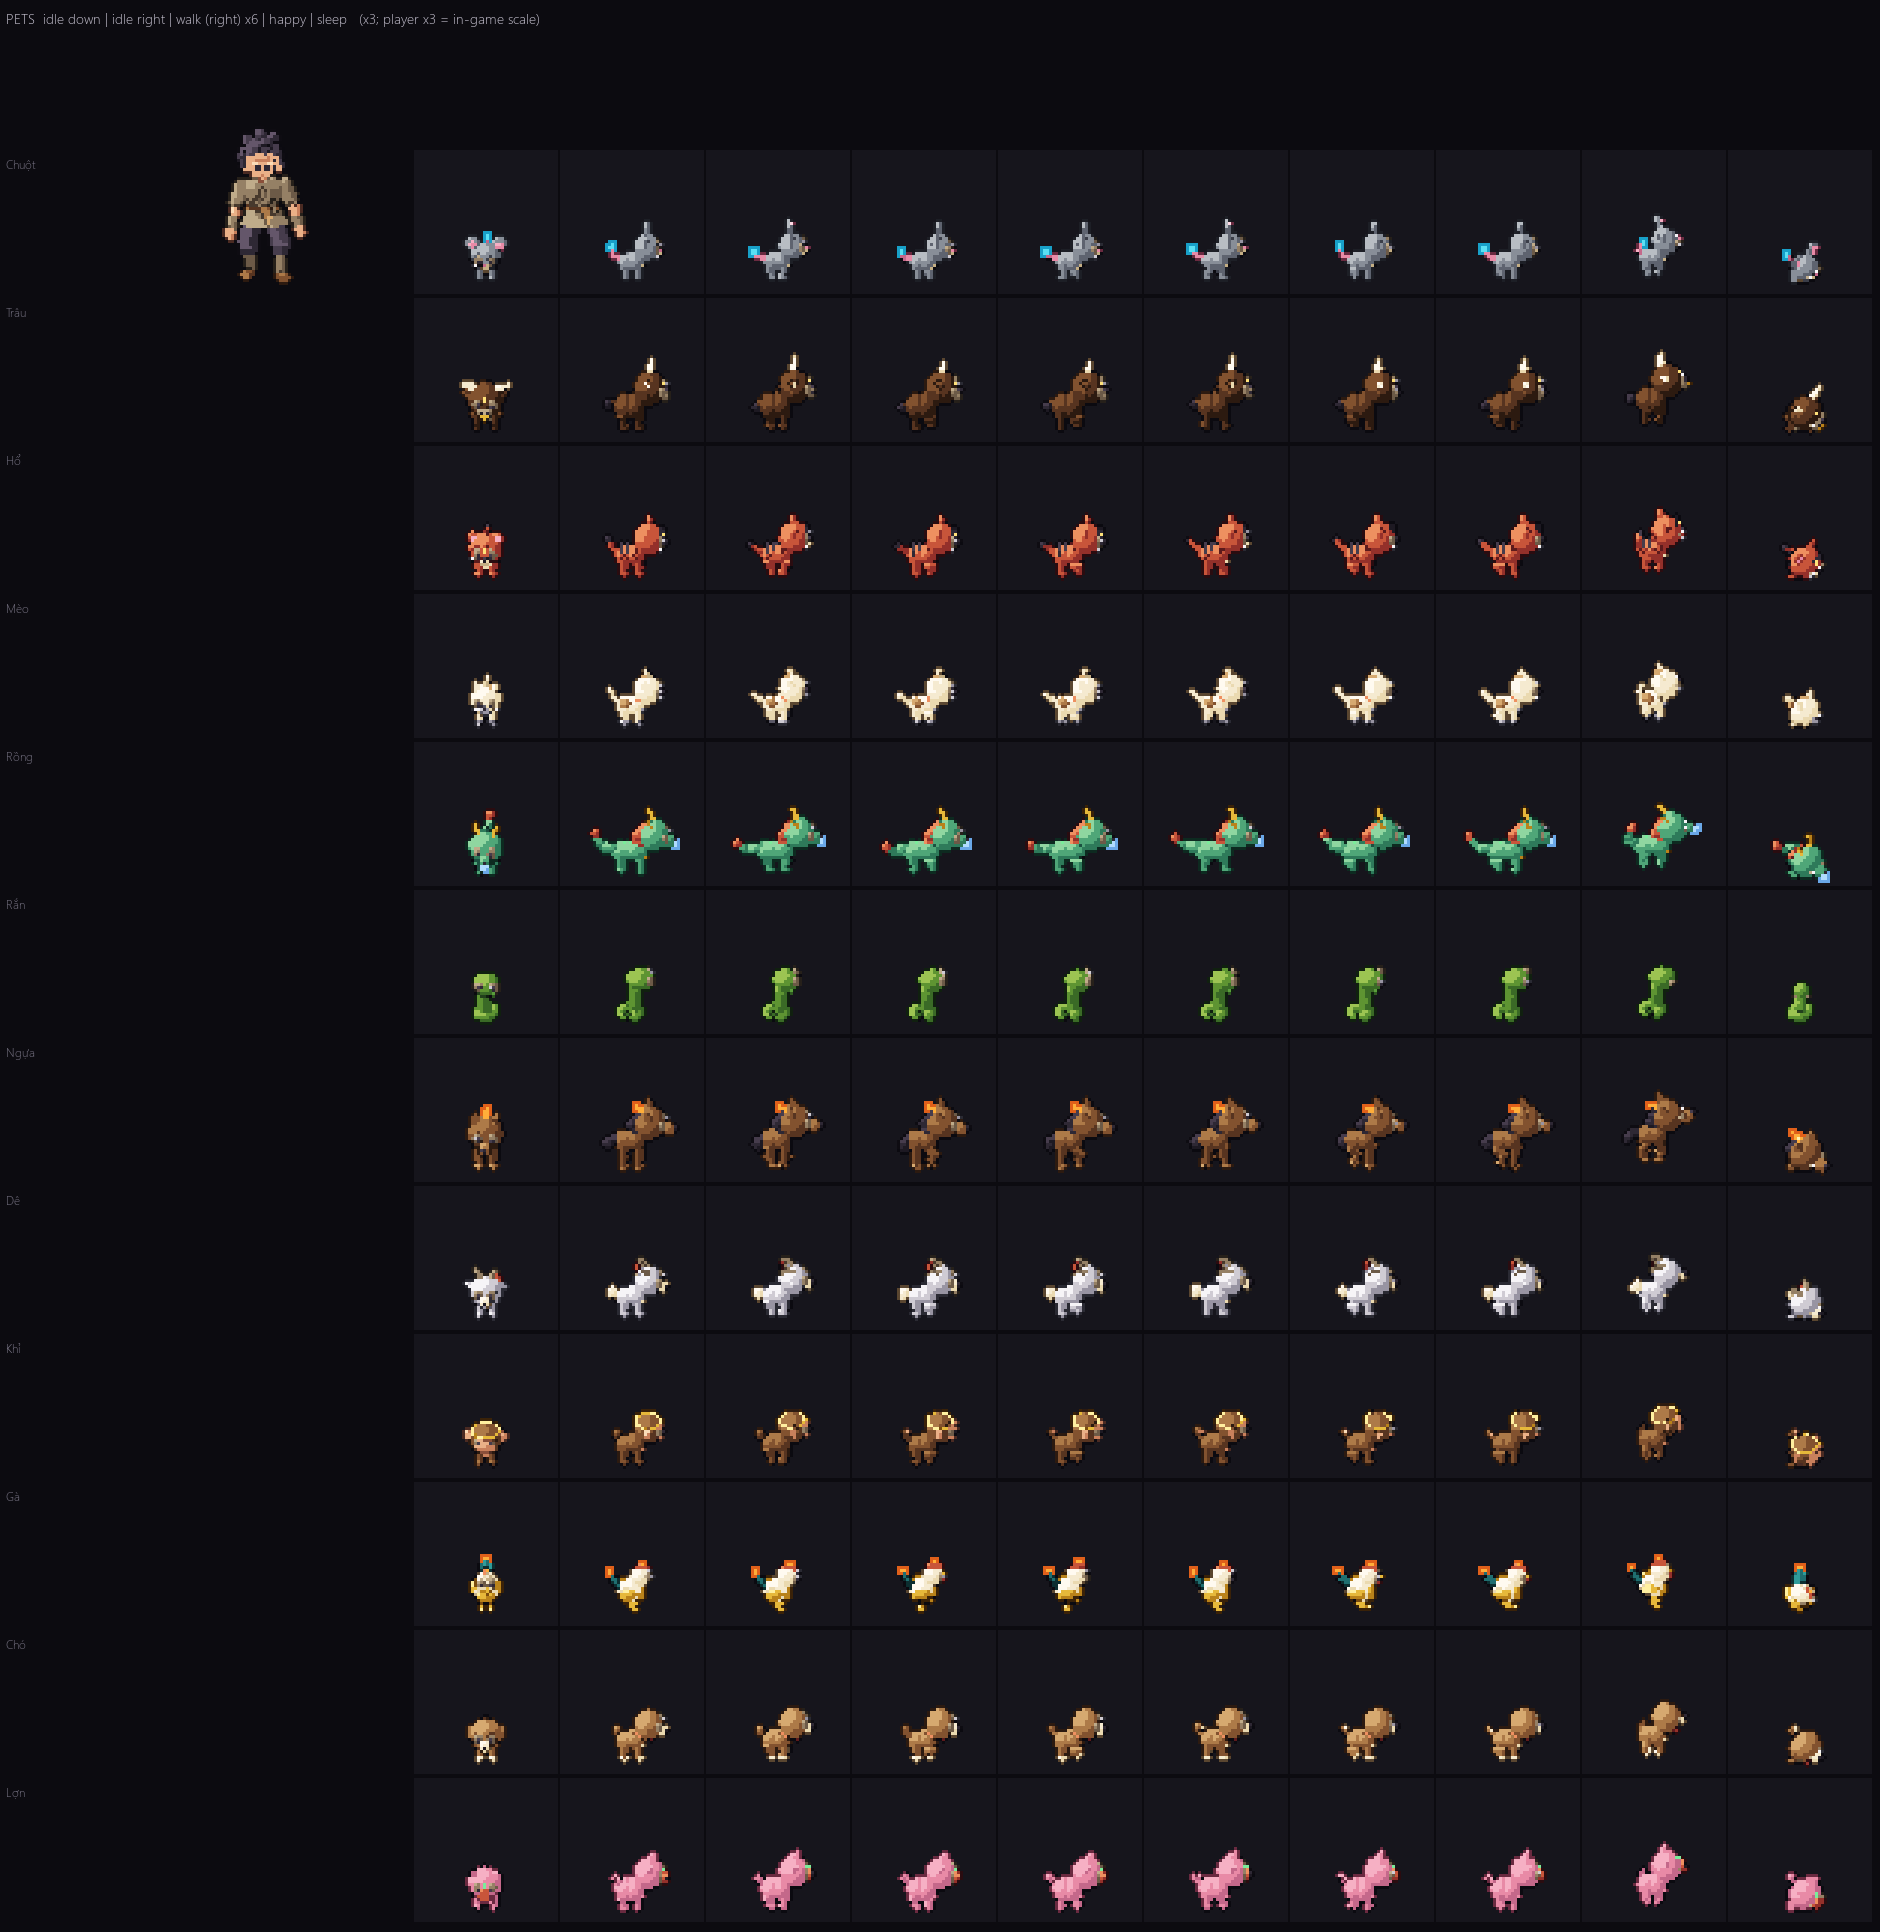 PETS idle down | idle right | walk (right) x6 | happy | sleep (x3; player x3 = in-game scale)
Chuột
Trâu
Hổ
Mèo
Rồng
Rắn
Ngựa
Dê
Khỉ
Gà
Chó
Lợn